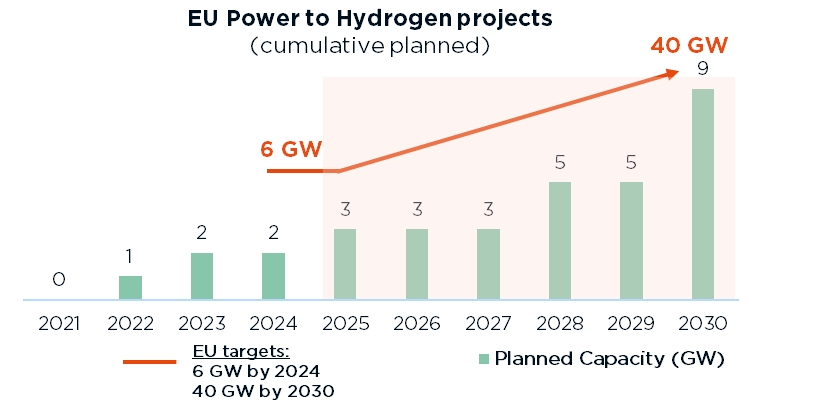 EU Power to Hydrogen projects
(cumulative planned)
40 GW
9
6 GW
5
5
3
3
3
2
2
1
0
2021 2022 2023 2024 2025 2026 2027 2028 2029 2030
EU targets:
6 GW by 2024
40 GW by 2030
Planned Capacity (GW)